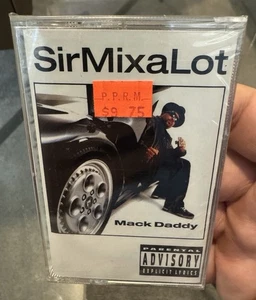 SirMixaLot
P.P.R.M.
$9.75
Mack Daddy
PARENTAL
ADVISORY
EXPLICIT LYRICS